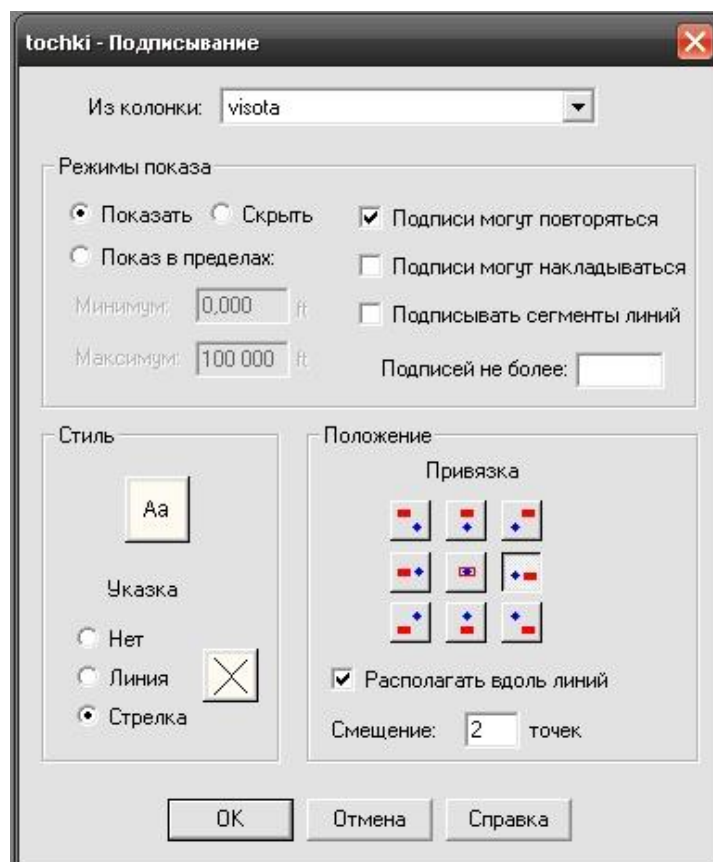 tochki - Подписывание
Из колонки: visota
Режимы показа
Показать Скрыть
Подписи могут повторяться
Показ в пределах:
Подписи могут накладываться
Минимум: 0,000 ft
Подписывать сегменты линий
Максимум: 100 000 ft
Подписей не более:
Стиль
Aa
Указка
Нет
Линия
Стрелка
Положение
Привязка
Располагать вдоль линий
Смещение: 2 точек
OK Отмена Справка